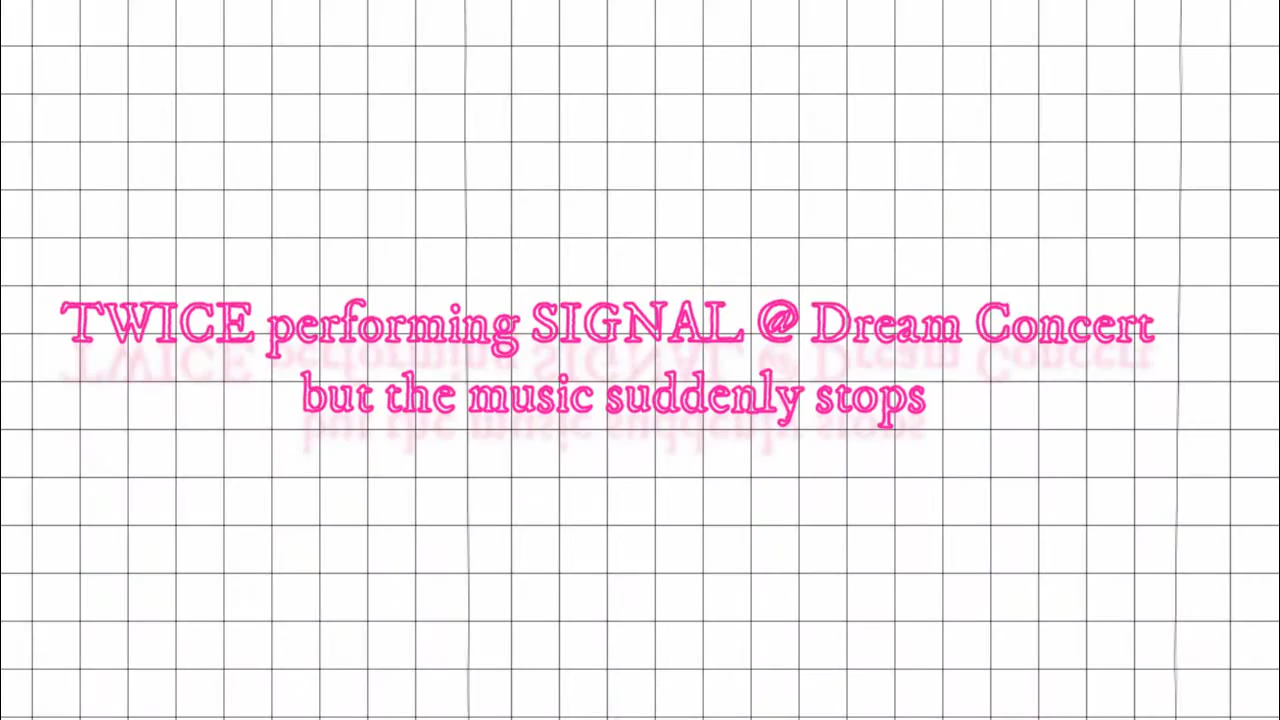 TWICE performing SIGNAL @ Dream Concert
but the music suddenly stops